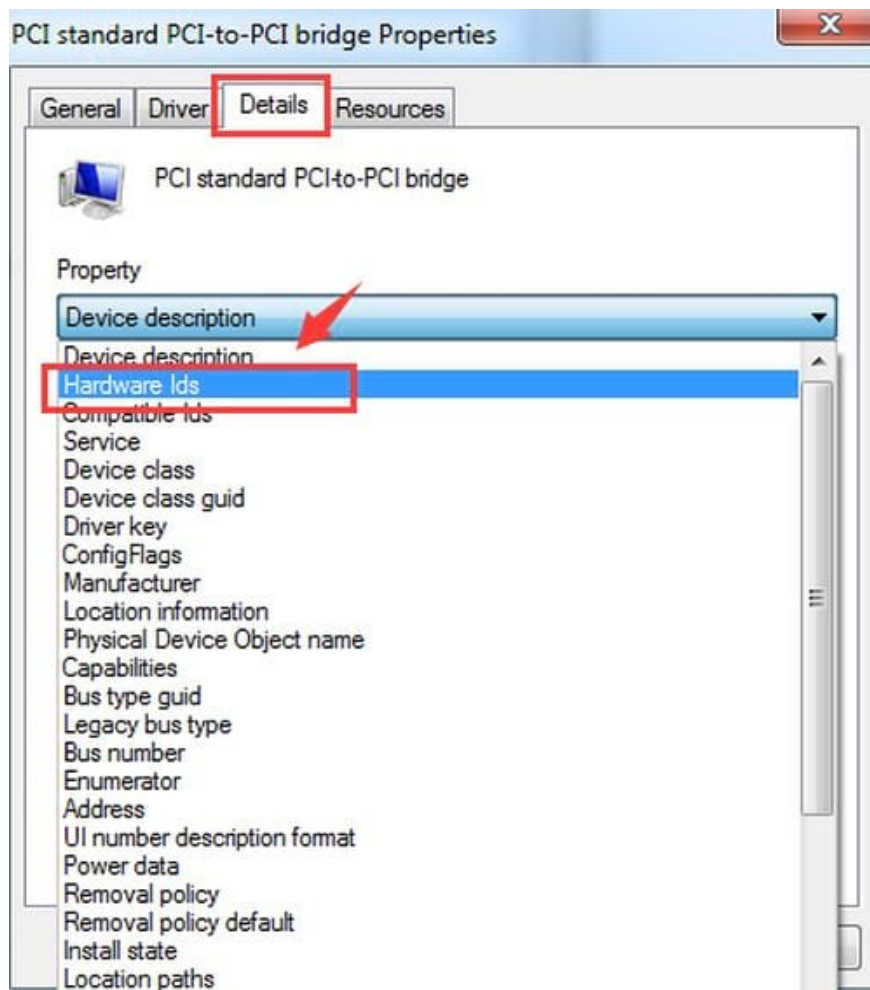 PCI standard PCI-to-PCI bridge Properties
General Driver Details Resources
PCI standard PCI-to-PCI bridge
Property
Device description
Device description
Hardware Ids
Compatible Ids
Service
Device class
Device class guid
Driver key
ConfigFlags
Manufacturer
Location information
Physical Device Object name
Capabilities
Bus type guid
Legacy bus type
Bus number
Enumerator
Address
UI number description format
Power data
Removal policy
Removal policy default
Install state
Location paths